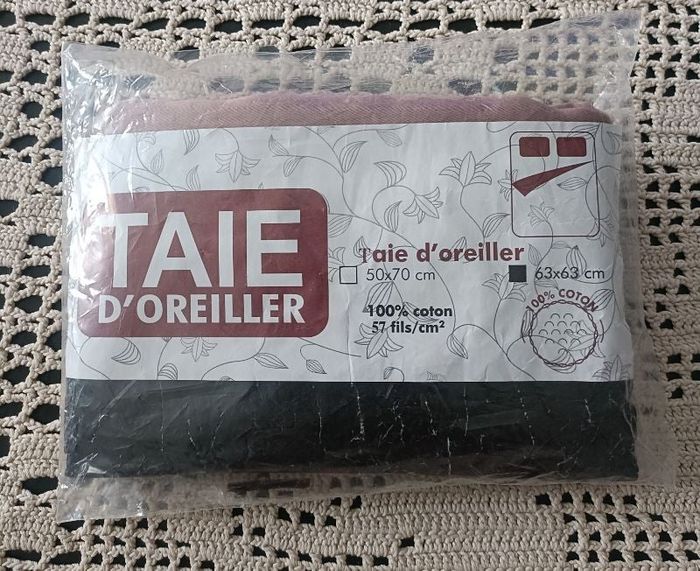 TAIE
D'OREILLER
Taie d'oreiller
50x70 cm
63x63 cm
100% coton
57 fils/cm²
100% COTON